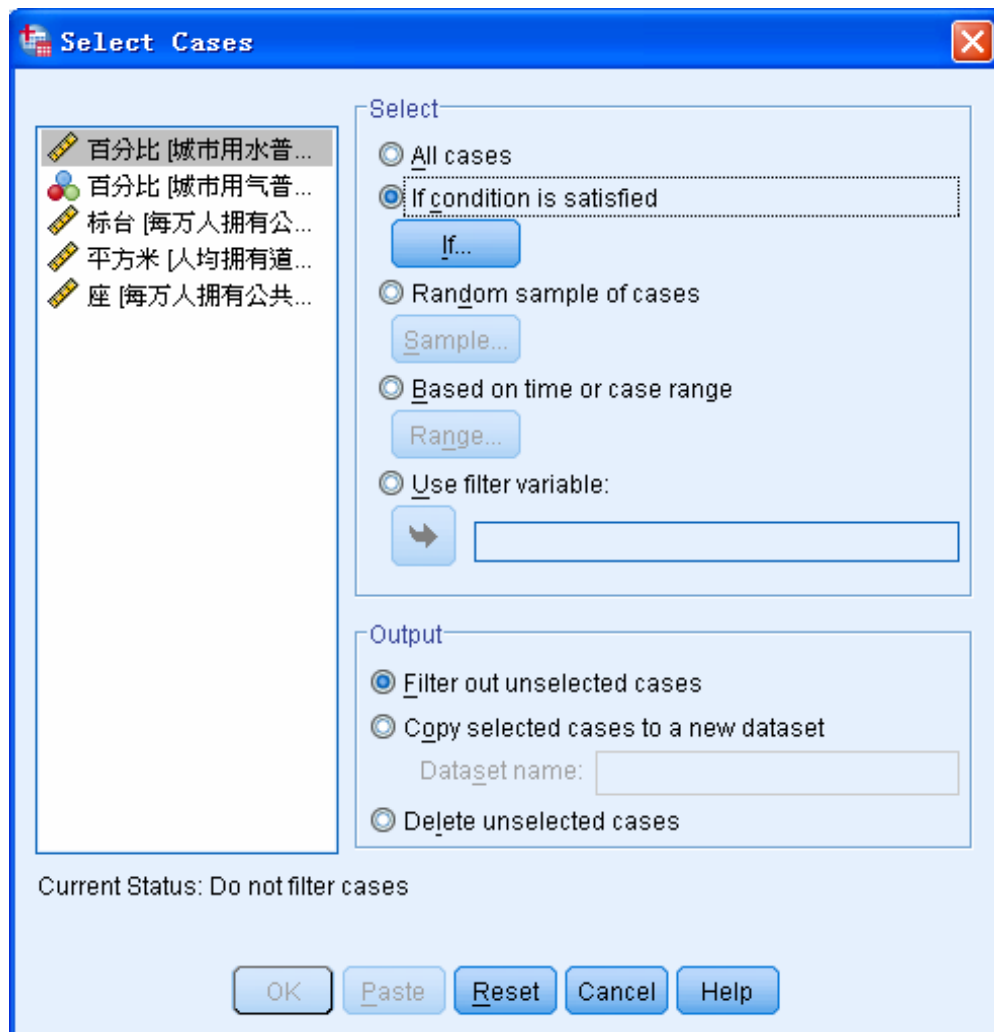 Select Cases
百分比 [城市用水普...
百分比 [城市用气普...
标台 [每万人拥有公...
平方米 [人均拥有道...
座 [每万人拥有公共...
Select
All cases
If condition is satisfied
If...
Random sample of cases
Sample...
Based on time or case range
Range...
Use filter variable:
Output
Filter out unselected cases
Copy selected cases to a new dataset
Dataset name:
Delete unselected cases
Current Status: Do not filter cases
OK Paste Reset Cancel Help